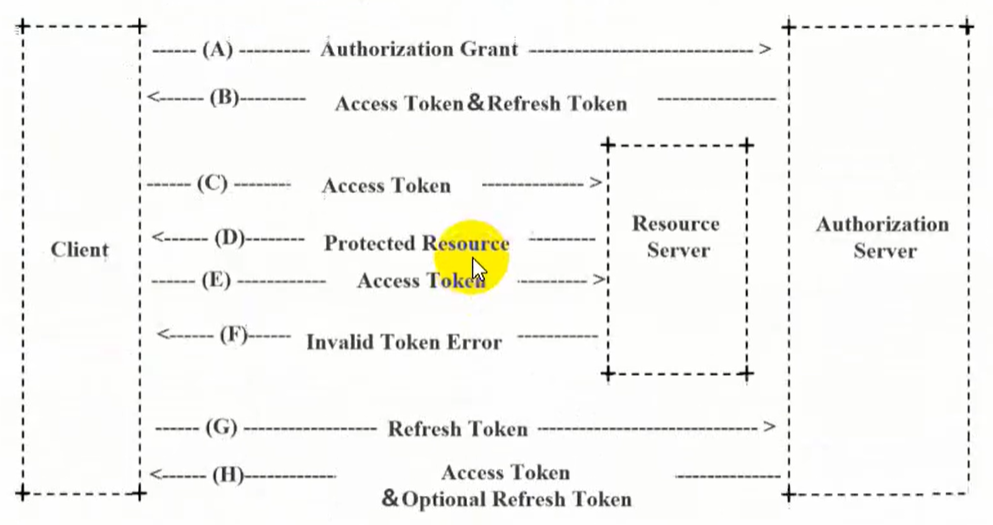 (A) Authorization Grant
(B) Access Token&Refresh Token
(C) Access Token
(D) Protected Resource
(E) Access Token
(F) Invalid Token Error
(G) Refresh Token
(H) Access Token
&Optional Refresh Token
Client
Resource
Server
Authorization
Server